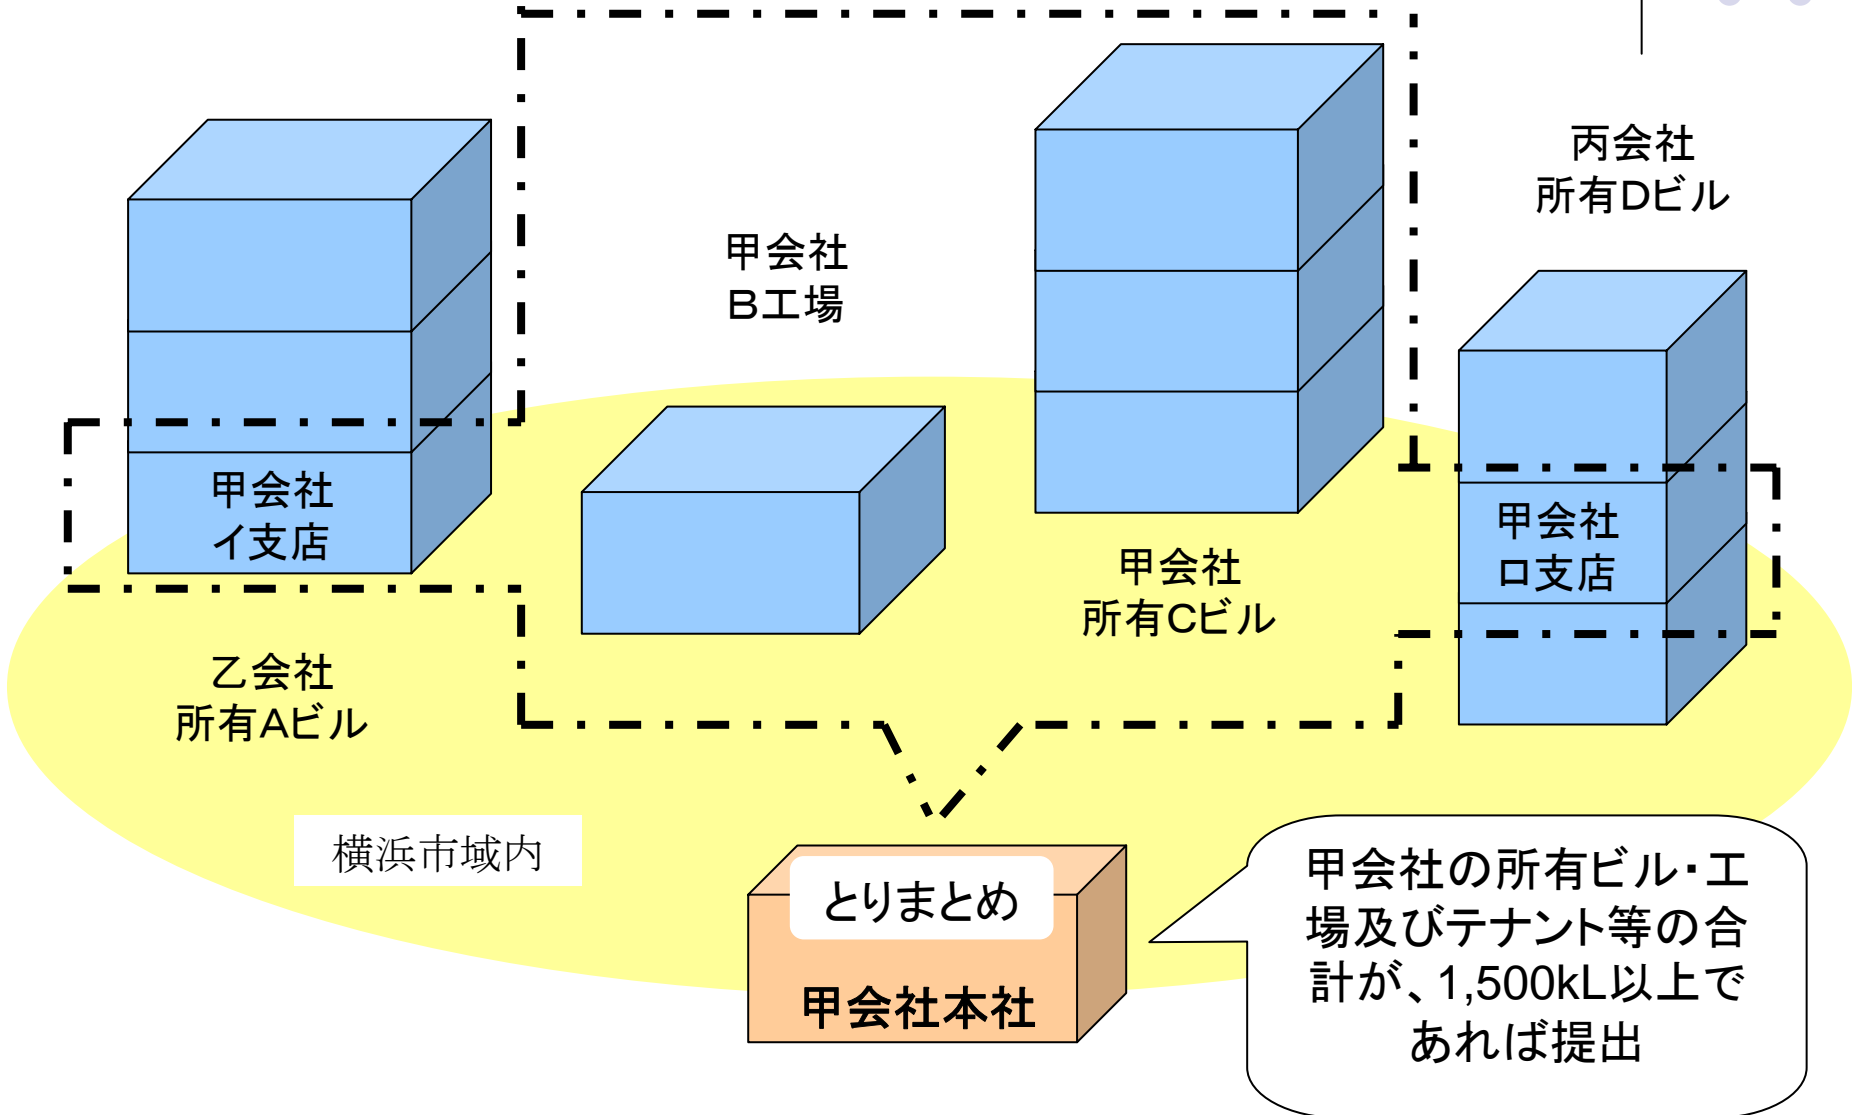 丙会社
所有Dビル
甲会社
B工場
甲会社
イ支店
甲会社
ロ支店
甲会社
所有Cビル
乙会社
所有Aビル
横浜市域内
とりまとめ
甲会社本社
甲会社の所有ビル・工
場及びテナント等の合
計が、1,500kL以上で
あれば提出